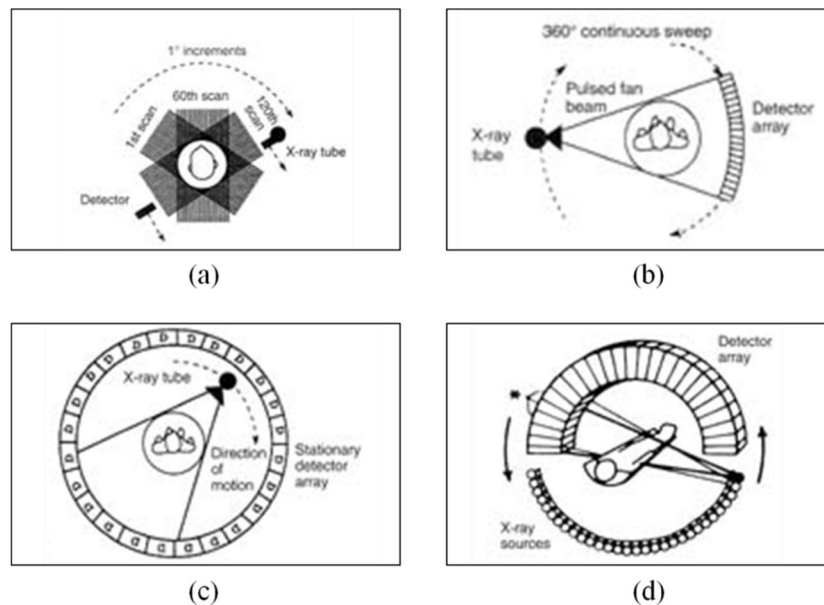 1° increments
60th scan
1st scan
120th
scan
X-ray tube
Detector
(a)
360° continuous sweep
Pulsed fan
beam
Detector
array
X-ray
tube
(b)
X-ray tube
Direction
of
motion
Stationary
detector
array
D D D D D D D D D D D D D D D D D D D D D D D D D D D D
(c)
Detector
array
*
X-ray
sources
(d)